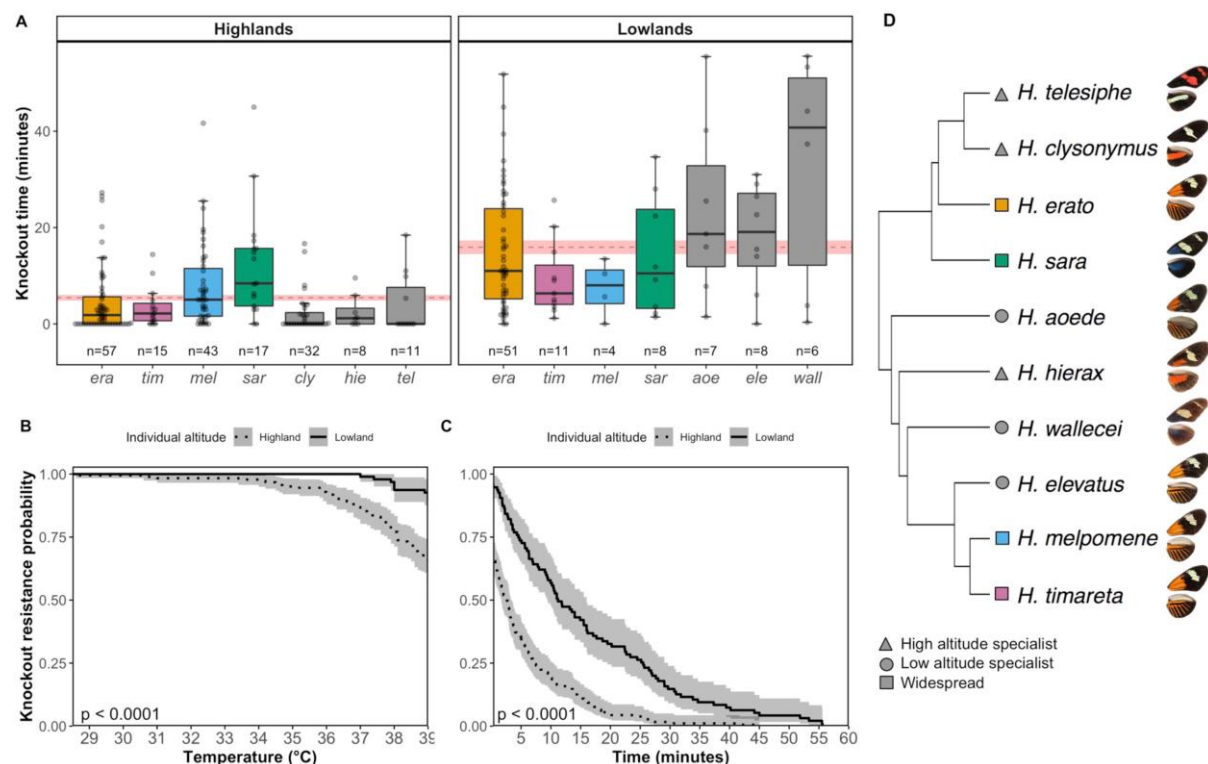 A
Highlands
Lowlands
Knockout time (minutes)
40
20
0
n=57 n=15 n=43 n=17 n=32 n=8 n=11
n=51 n=11 n=4 n=8 n=7 n=8 n=6
era tim mel sar cly hie tel
era tim mel sar aoe ele wall
B
Individual altitude Highland Lowland
Knockout resistance probability
1.00
0.75
0.50
0.25
0.00
p < 0.0001
29 30 31 32 33 34 35 36 37 38 39
Temperature (°C)
C
Individual altitude Highland Lowland
1.00
0.75
0.50
0.25
0.00
p < 0.0001
5 10 15 20 25 30 35 40 45 50 55 60
Time (minutes)
D
H. telesiphe
H. clysonymus
H. erato
H. sara
H. aoede
H. hierax
H. wallecei
H. elevatus
H. melpomene
H. timareta
High altitude specialist
Low altitude specialist
Widespread